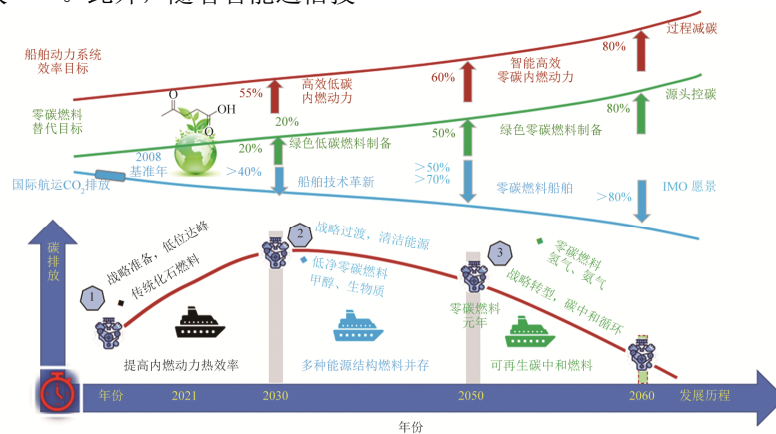 过程减碳
船舶动力系统
效率目标
80%
智能高效
零碳内燃动力
60%
高效低碳
内燃动力
55%
源头控碳
零碳燃料
替代目标
O
OH
O
20%
80%
50%
绿色零碳燃料制备
20%
绿色低碳燃料制备
2008
基准年
>40%
>50%
>70%
国际航运CO2排放
船舶技术革新
零碳燃料船舶
>80%
IMO 愿景
碳
排
放
1
战略准备,低位达峰
传统化石燃料
2
战略过渡,清洁能源
低净零碳燃料
甲醇、生物质
3
零碳燃料
氢气、氨气
战略转型,碳中和循环
零碳燃料
元年
提高内燃动力热效率
多种能源结构燃料并存
可再生碳中和燃料
年份
2021
2030
2050
2060
发展历程
年份